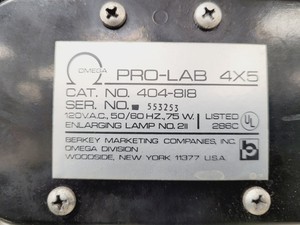 OMEGA
PRO-LAB 4X5
CAT. NO. 404-818
SER. NO. 553253
120V.A.C., 50/60 HZ., 75 W.
ENLARGING LAMP NO. 211
LISTED
286C
UL
BERKEY MARKETING COMPANIES, INC.
OMEGA DIVISION
WOODSIDE, NEW YORK 11377 U.S.A.